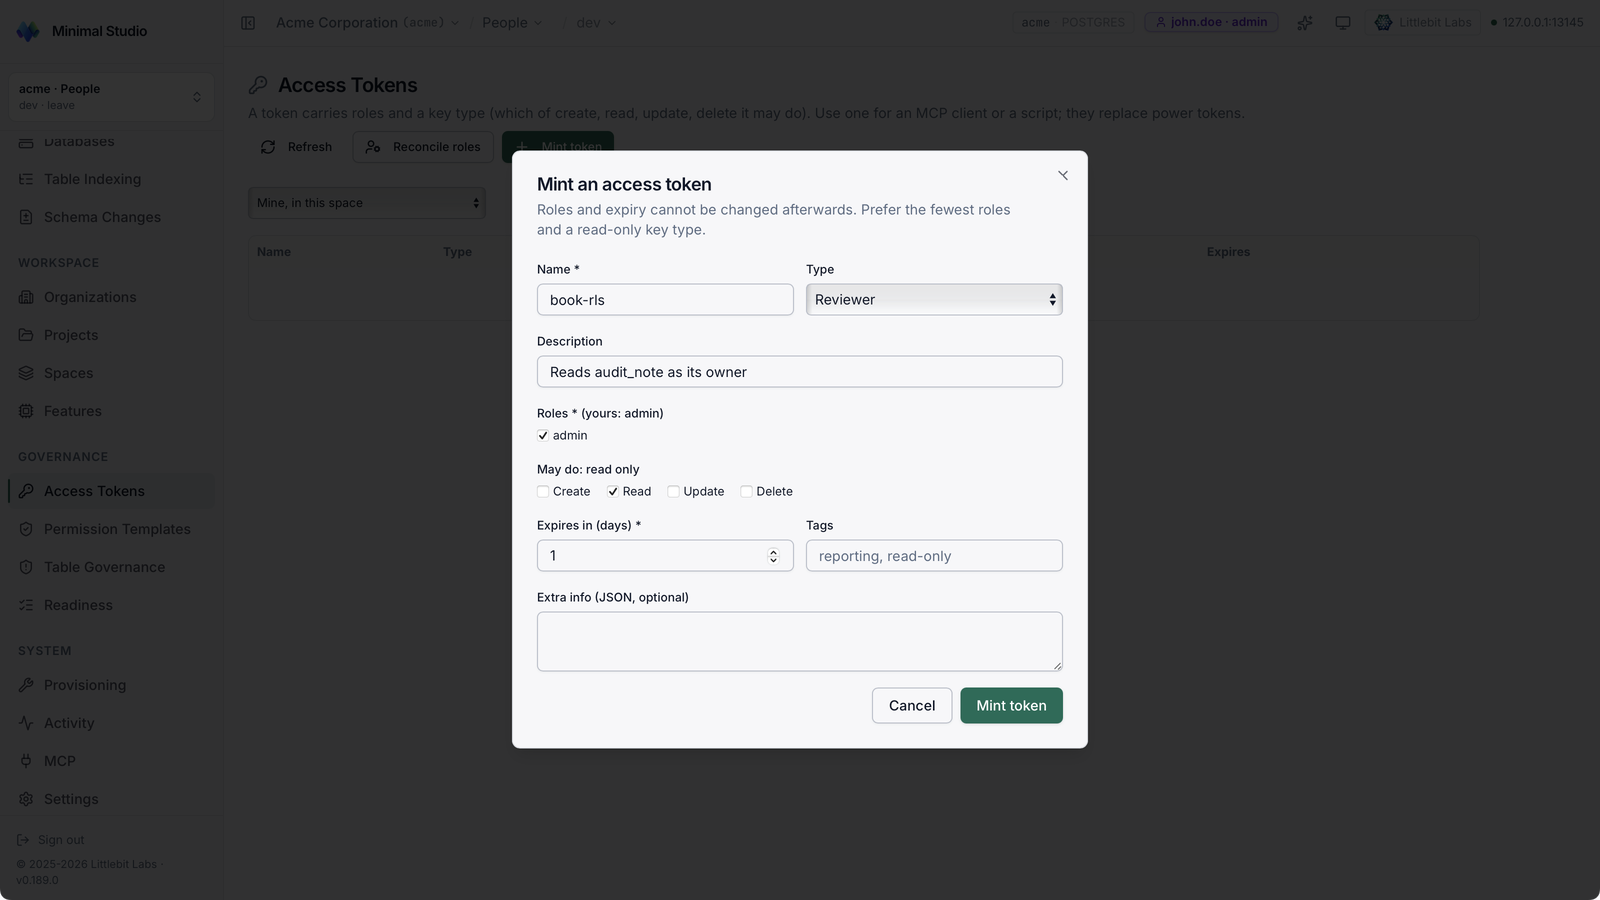 Minimal Studio
Acme Corporation (acme) / People / dev
acme · POSTGRES
john.doe · admin
Littlebit Labs
127.0.0.1:13145
acme · People
dev · leave
Databases
Table Indexing
Schema Changes
WORKSPACE
Organizations
Projects
Spaces
Features
GOVERNANCE
Access Tokens
Permission Templates
Table Governance
Readiness
SYSTEM
Provisioning
Activity
MCP
Settings
Sign out
© 2025-2026 Littlebit Labs ·
v0.189.0
Access Tokens
A token carries roles and a key type (which of create, read, update, delete it may do). Use one for an MCP client or a script; they replace power tokens.
Refresh
Reconcile roles
Mint token
Mine, in this space
Name Type Expires
Mint an access token
Roles and expiry cannot be changed afterwards. Prefer the fewest roles
and a read-only key type.
Name * Type
book-rls Reviewer
Description
Reads audit_note as its owner
Roles * (yours: admin)
admin
May do: read only
Create Read Update Delete
Expires in (days) * Tags
1 reporting, read-only
Extra info (JSON, optional)
Cancel Mint token